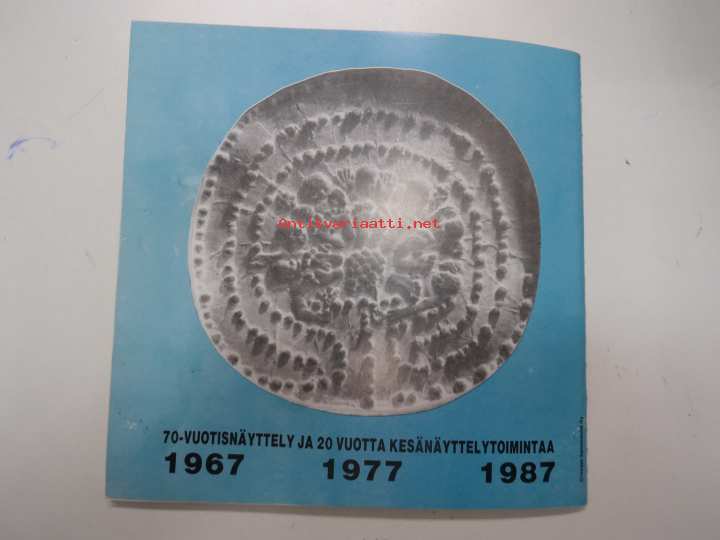 Antikvariaatti.net
70-VUOTISNÄYTTELY JA 20 VUOTTA KESÄNÄYTTELYTOIMINTAA
1967 1977 1987